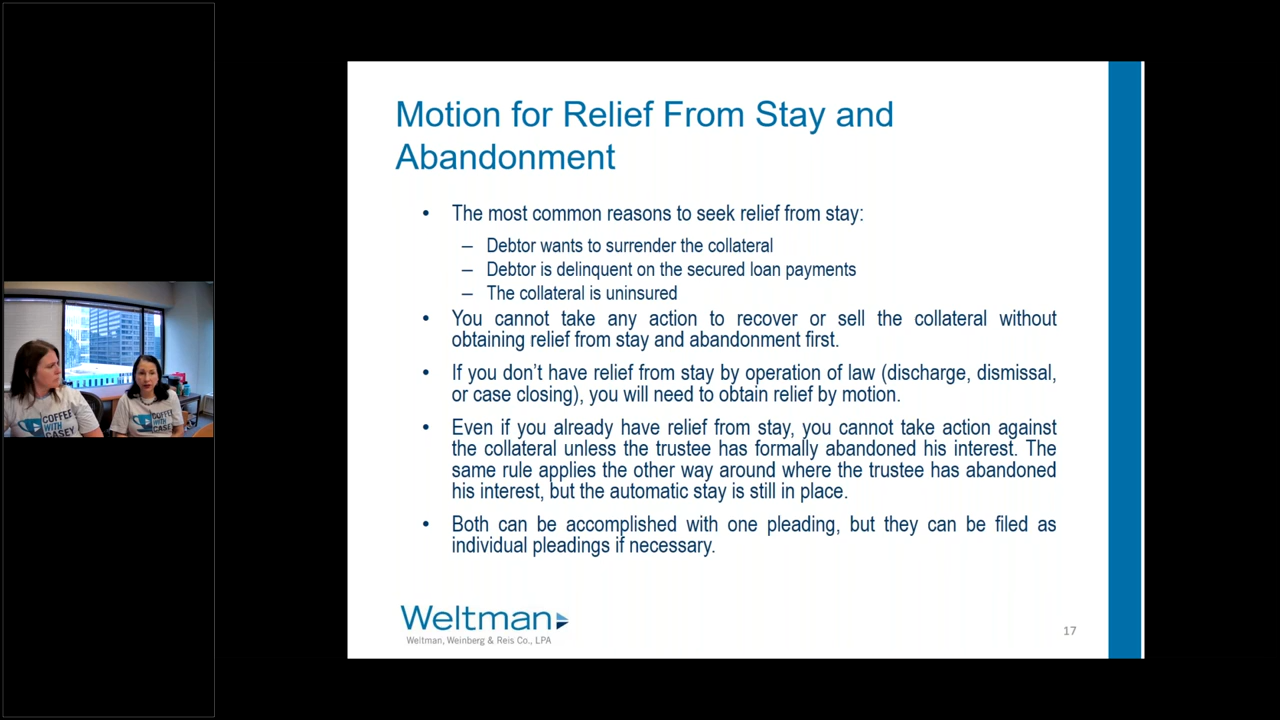 Motion for Relief From Stay and
Abandonment
• The most common reasons to seek relief from stay:
– Debtor wants to surrender the collateral
– Debtor is delinquent on the secured loan payments
– The collateral is uninsured
• You cannot take any action to recover or sell the collateral without
obtaining relief from stay and abandonment first.
• If you don’t have relief from stay by operation of law (discharge, dismissal,
or case closing), you will need to obtain relief by motion.
• Even if you already have relief from stay, you cannot take action against
the collateral unless the trustee has formally abandoned his interest. The
same rule applies the other way around where the trustee has abandoned
his interest, but the automatic stay is still in place.
• Both can be accomplished with one pleading, but they can be filed as
individual pleadings if necessary.
Weltman
Weltman, Weinberg & Reis Co., LPA
17
COFFEE
WITH
CASEY
COFFEE
WITH
CASEY